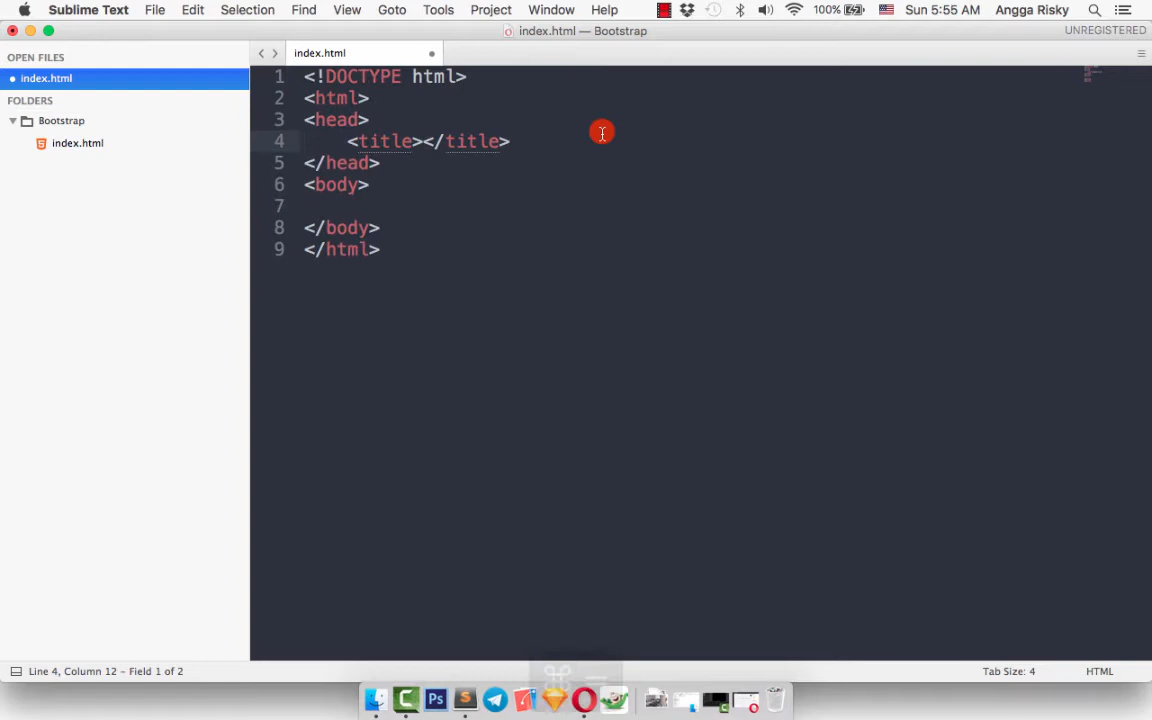 Sublime Text File Edit Selection Find View Goto Tools Project Window Help 100% Sun 5:55 AM Angga Risky
index.html — Bootstrap UNREGISTERED
OPEN FILES
index.html
FOLDERS
Bootstrap
index.html
index.html
1 <!DOCTYPE html>
2 <html>
3 <head>
4 <title></title>
5 </head>
6 <body>
7
8 </body>
9 </html>
⌘ =
Line 4, Column 12 – Field 1 of 2 Tab Size: 4 HTML
Ps S